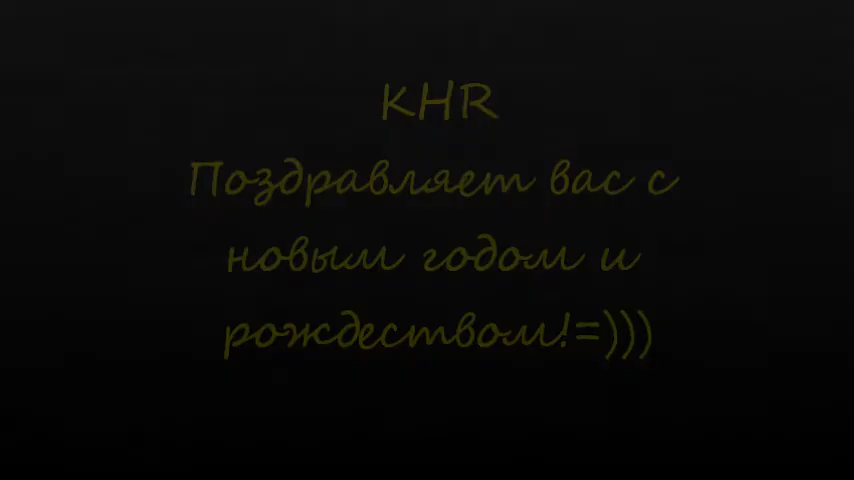 KHR
Поздравляет вас с
новым годом и
рождеством!=)))